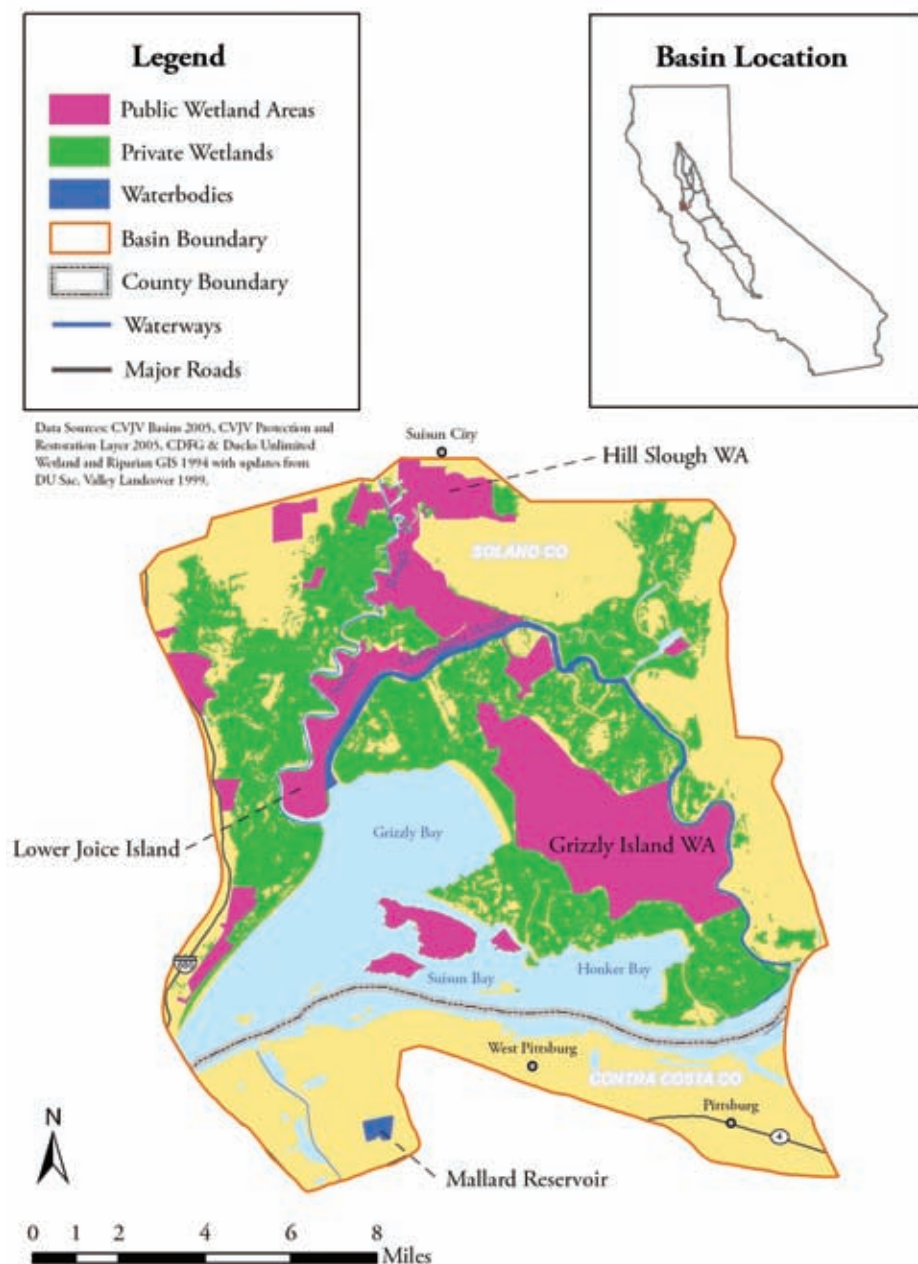 Legend
Public Wetland Areas
Private Wetlands
Waterbodies
Basin Boundary
County Boundary
Waterways
Major Roads
Basin Location
Data Sources: CVJV Basins 2005, CVJV Protection and
Restoration Layer 2005, CDFG & Ducks Unlimited
Wetland and Riparian GIS 1994 with updates from
DU Sac. Valley Landcover 1999.
Suisun City
Hill Slough WA
SOLANO CO
Lower Joice Island
Grizzly Bay
Grizzly Island WA
Suisun Bay
Honker Bay
680
West Pittsburg
CONTRA COSTA CO
Pittsburg
4
N
Mallard Reservoir
0 1 2 4 6 8
Miles